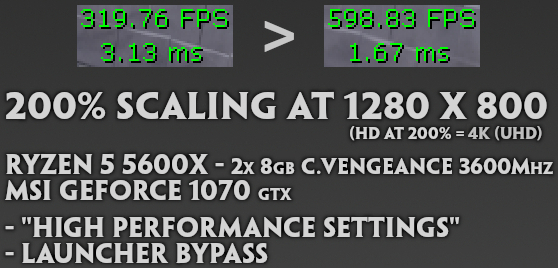 319.76 FPS > 598.83 FPS
3.13 ms 1.67 ms
200% SCALING AT 1280 X 800
(HD AT 200% = 4K (UHD)
RYZEN 5 5600X - 2X 8GB C.VENGEANCE 3600MHZ
MSI GEFORCE 1070 GTX
- "HIGH PERFORMANCE SETTINGS"
- LAUNCHER BYPASS